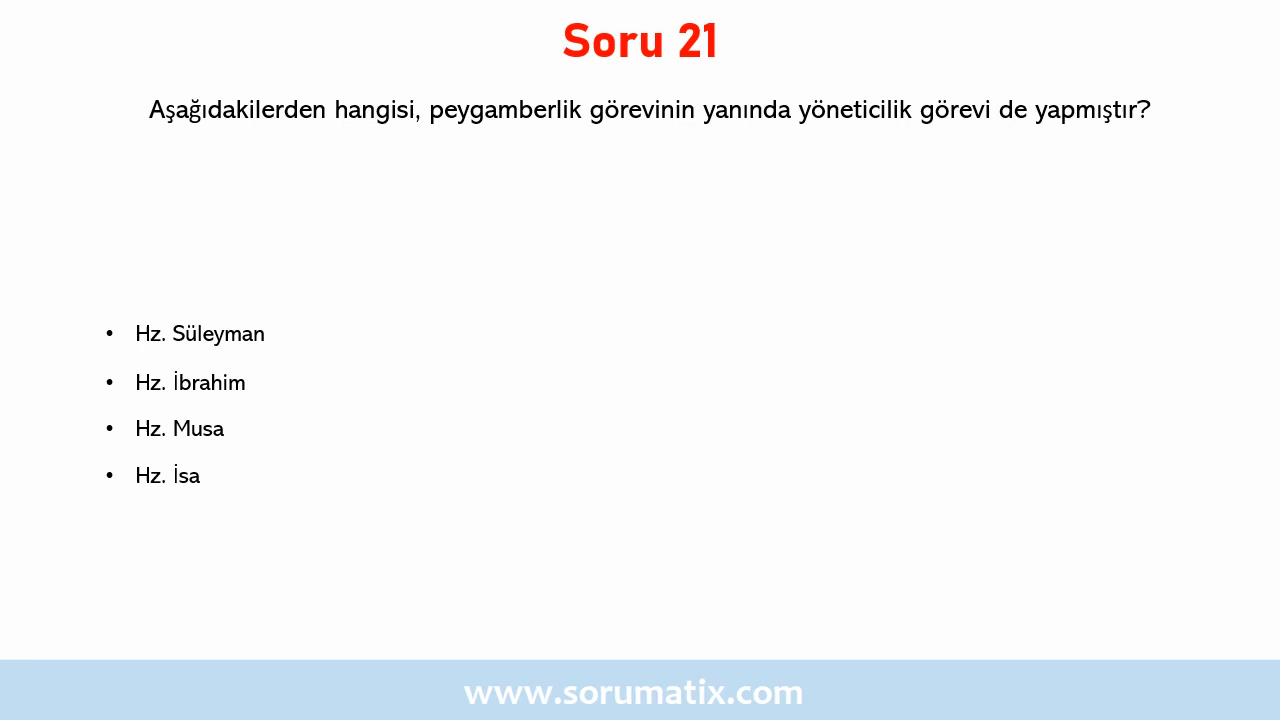 Soru 21
Aşağıdakilerden hangisi, peygamberlik görevinin yanında yöneticilik görevi de yapmıştır?
• Hz. Süleyman
• Hz. İbrahim
• Hz. Musa
• Hz. İsa
www.sorumatix.com